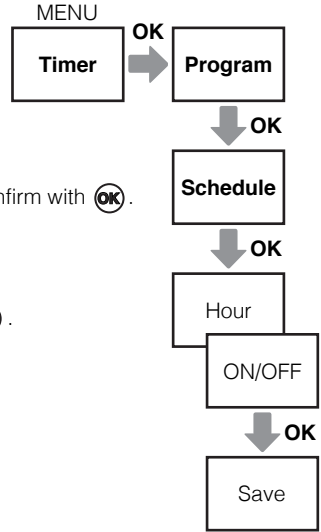 MENU
OK
Timer
Program
OK
Schedule
nfirm with OK.
OK
Hour
).
ON/OFF
OK
Save